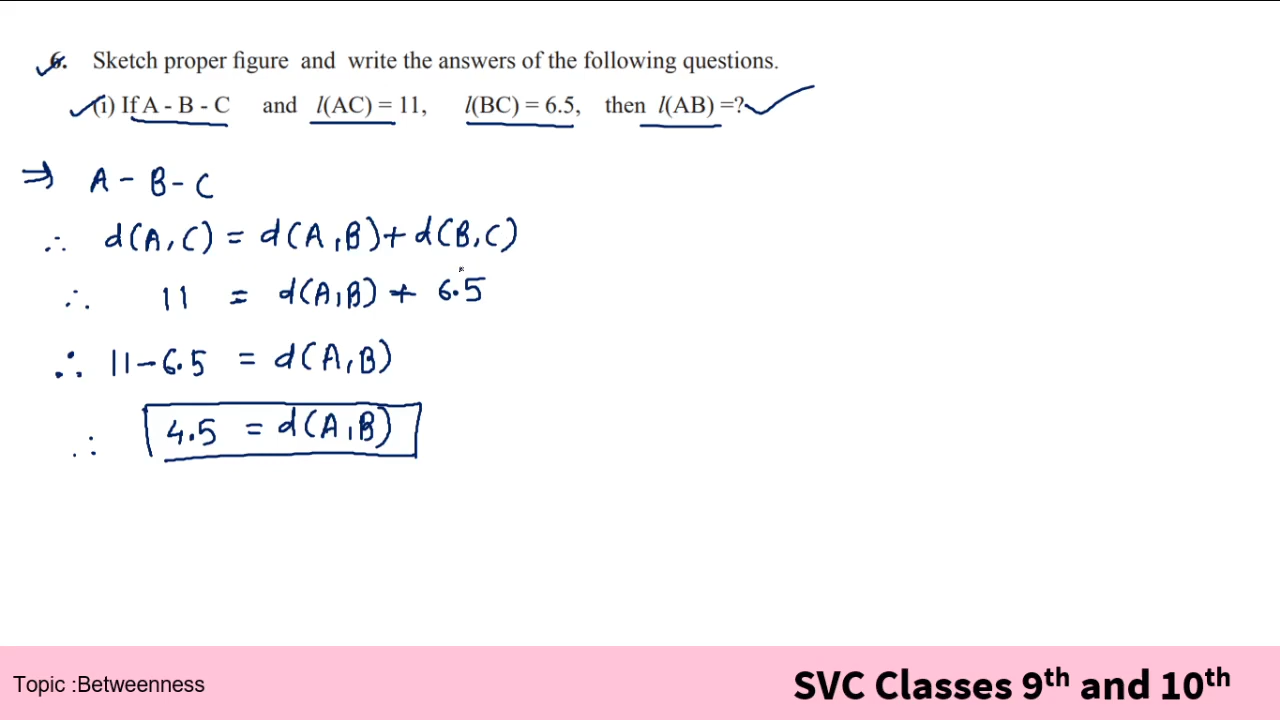 6. Sketch proper figure and write the answers of the following questions.
(i) If A - B - C and l(AC) = 11, l(BC) = 6.5, then l(AB) =?
⇒ A - B - C
∴ d(A, C) = d(A, B) + d(B, C)
∴ 11 = d(A, B) + 6.5
∴ 11 - 6.5 = d(A, B)
∴ 4.5 = d(A, B)
Topic :Betweenness
SVC Classes 9th and 10th